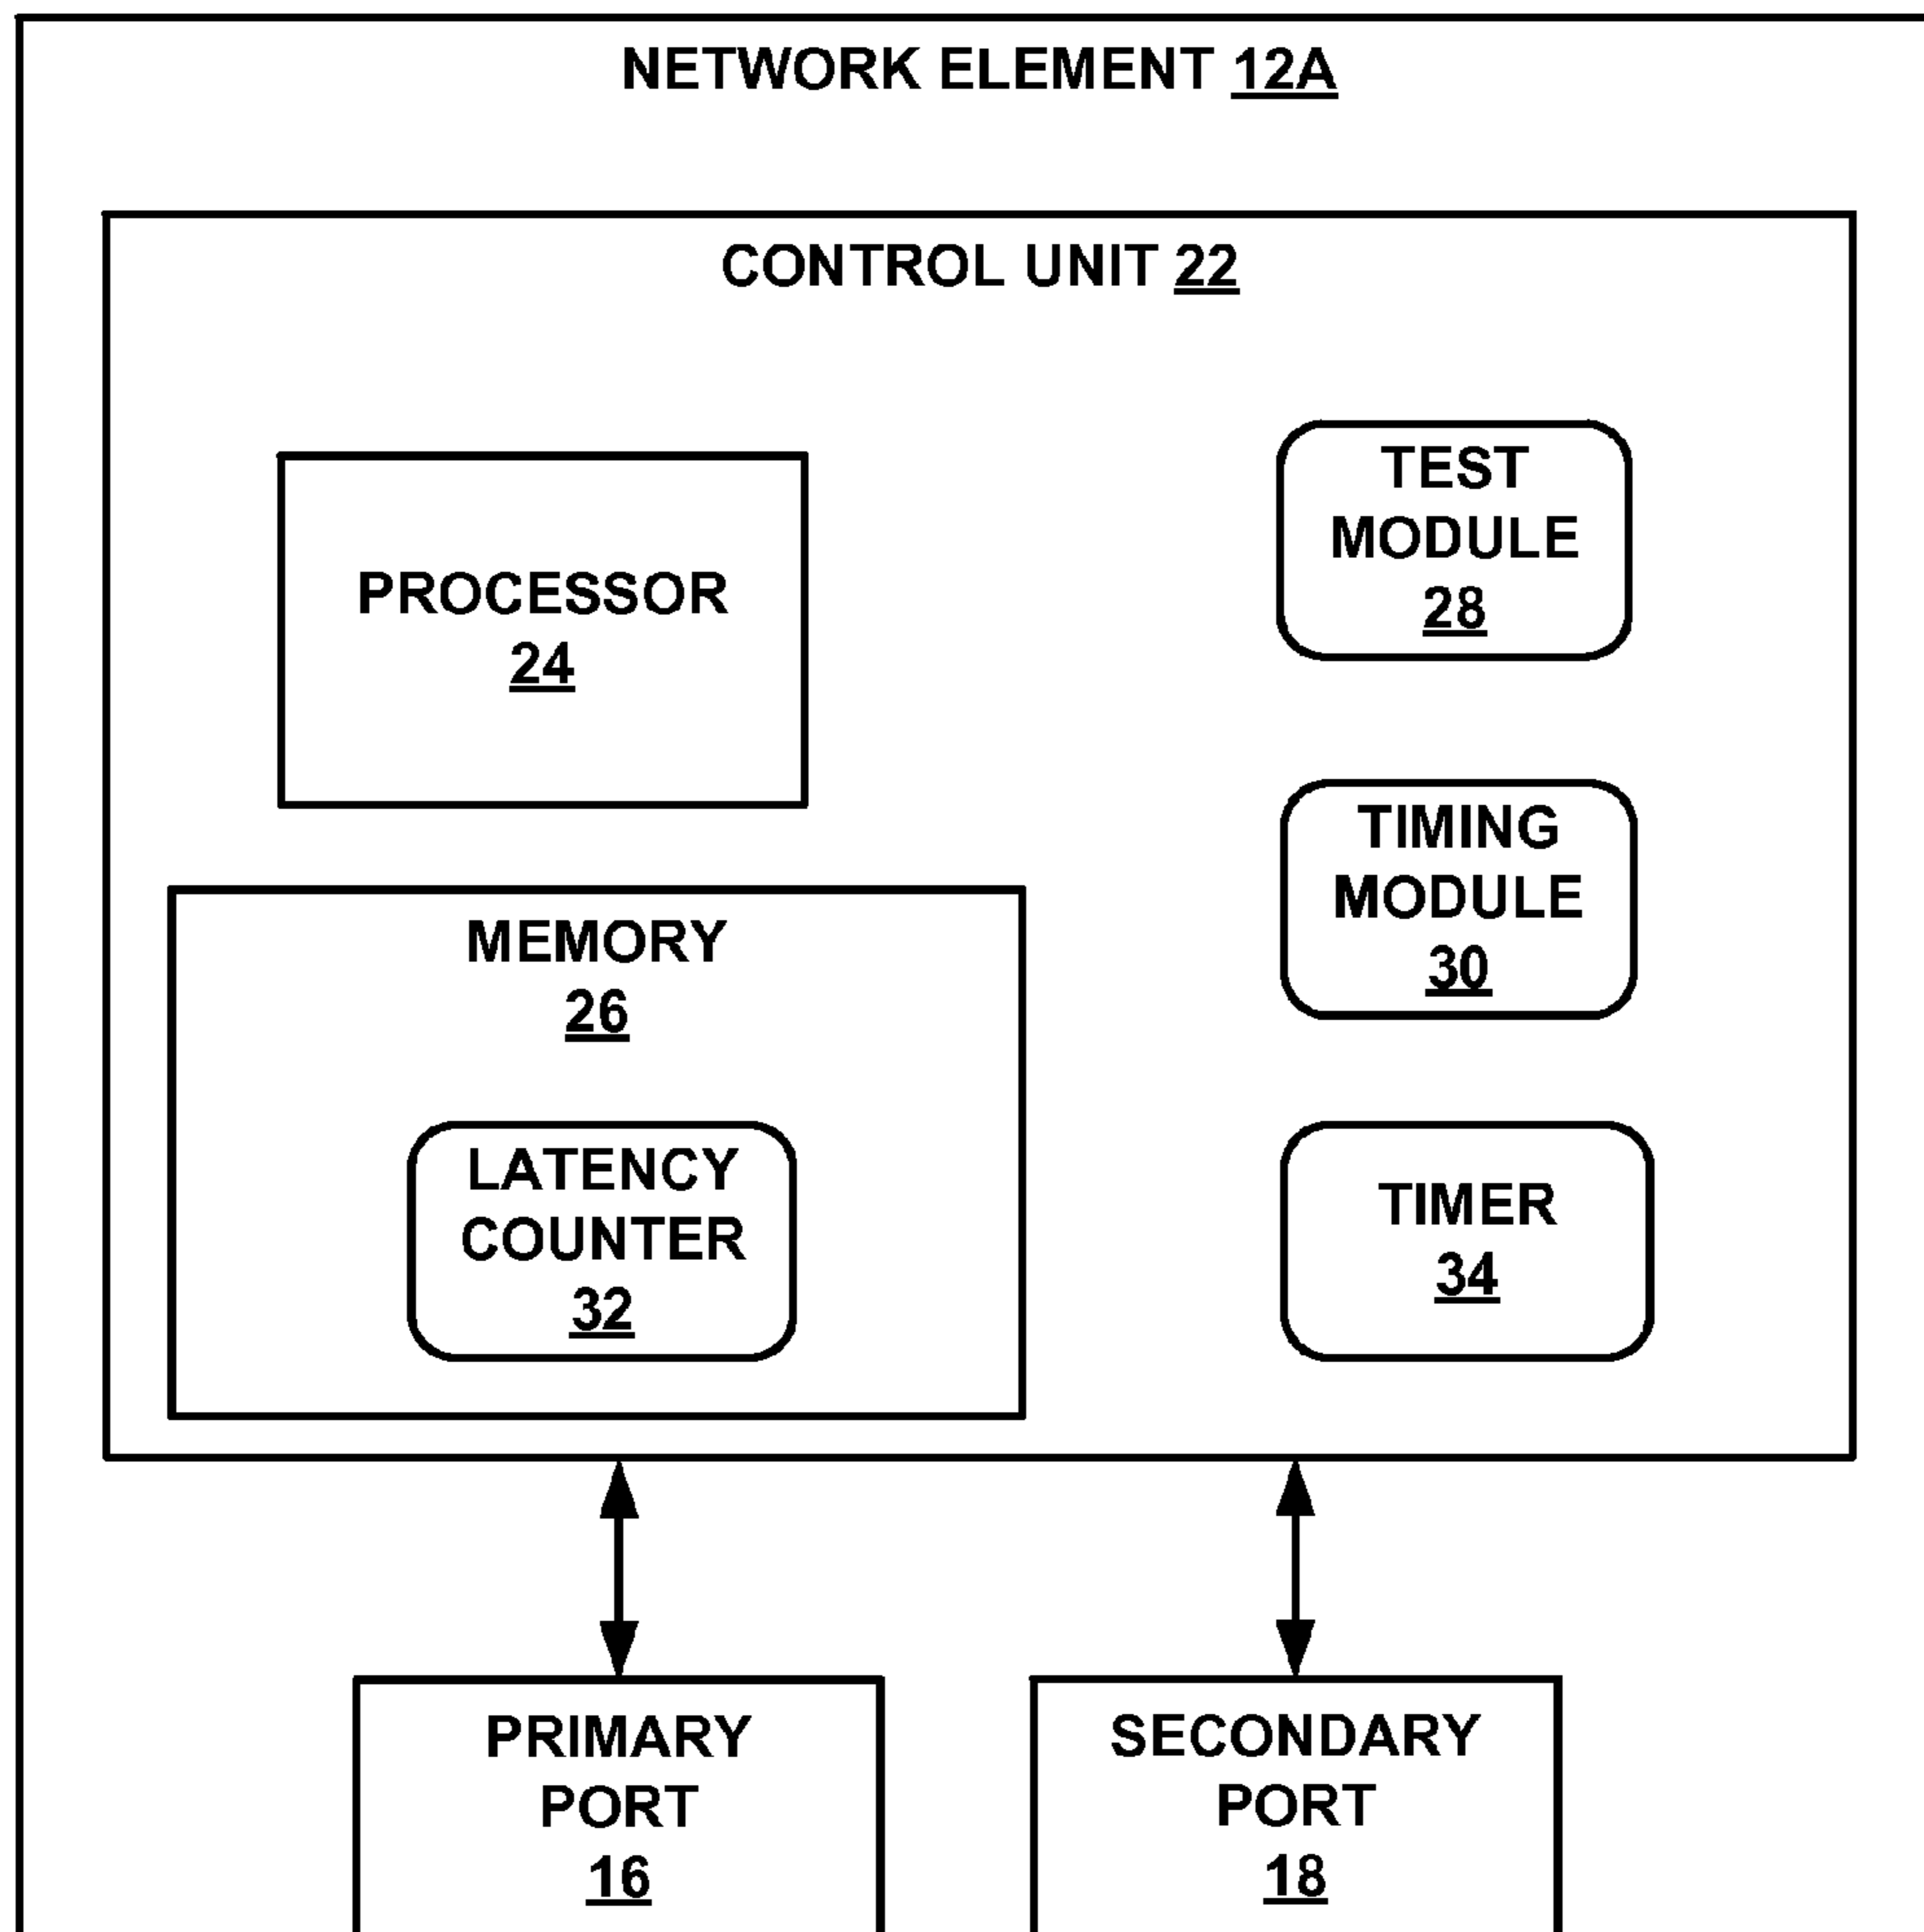 NETWORK ELEMENT 12A
CONTROL UNIT 22
PROCESSOR
24
TEST
MODULE
28
TIMING
MODULE
30
MEMORY
26
LATENCY
COUNTER
32
TIMER
34
PRIMARY
PORT
16
SECONDARY
PORT
18